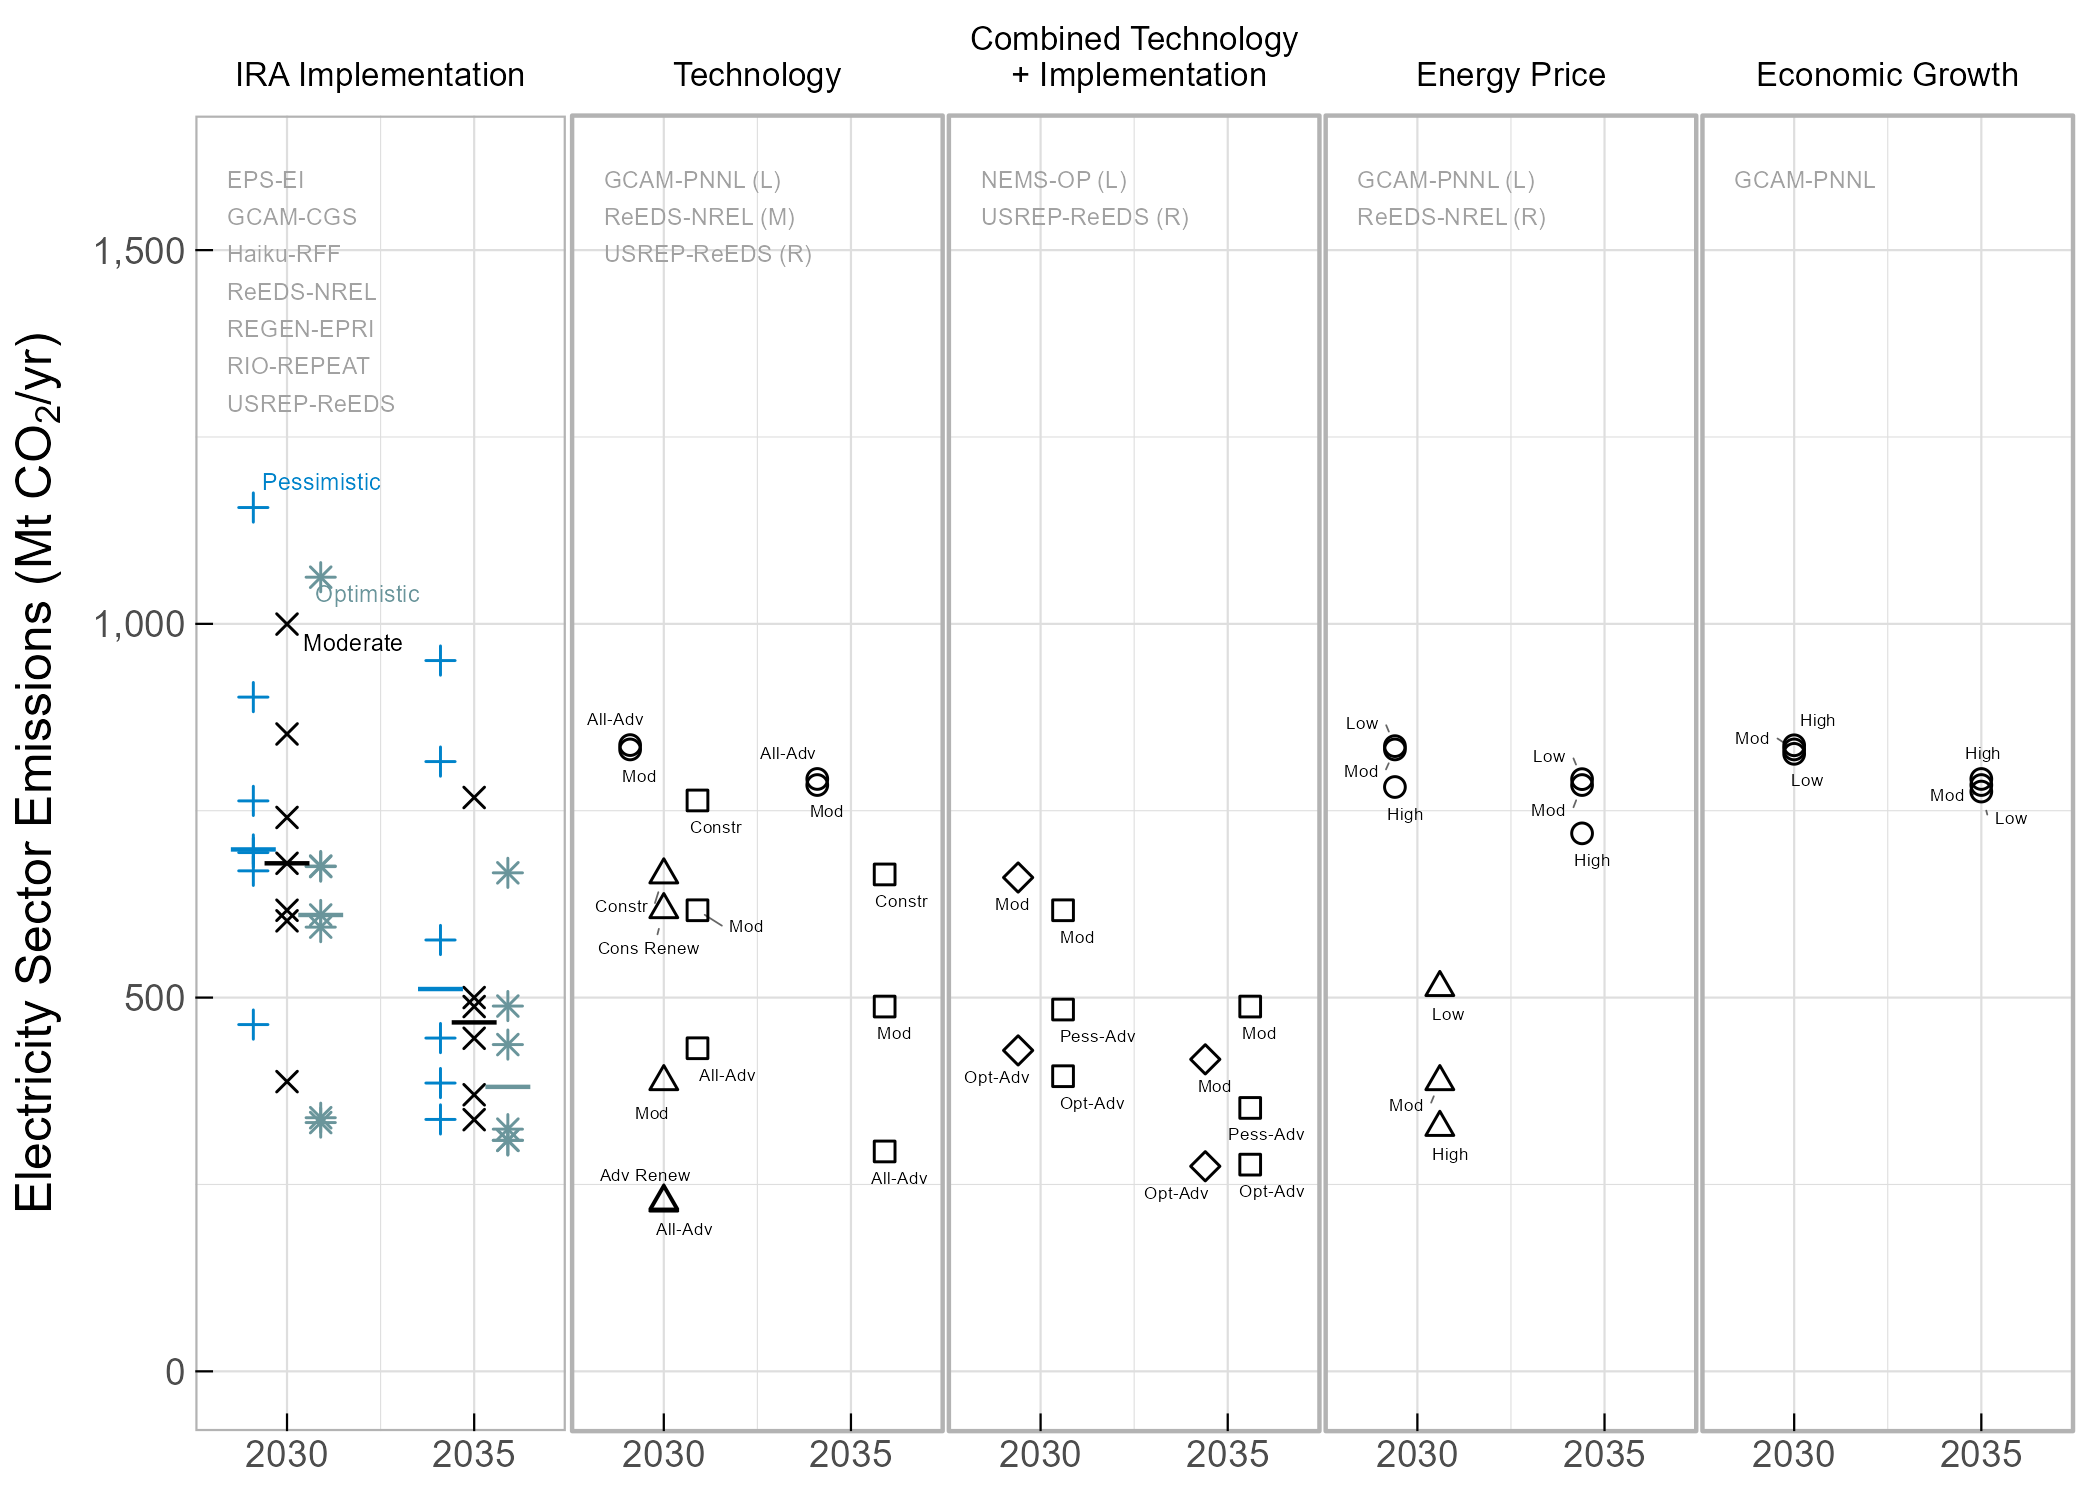 Combined Technology
IRA Implementation
Technology
+ Implementation
Energy Price
Economic Growth
Electricity Sector Emissions (Mt CO₂/yr)
1,500
1,000
500
0
EPS-EI
GCAM-CGS
Haiku-RFF
ReEDS-NREL
REGEN-EPRI
RIO-REPEAT
USREP-ReEDS
Pessimistic
Optimistic
Moderate
2030
2035
GCAM-PNNL (L)
ReEDS-NREL (M)
USREP-ReEDS (R)
All-Adv
Mod
All-Adv
Mod
Constr
Constr
Constr
Mod
Cons Renew
Mod
All-Adv
Mod
Adv Renew
All-Adv
All-Adv
2030
2035
NEMS-OP (L)
USREP-ReEDS (R)
Mod
Mod
Pess-Adv
Mod
Opt-Adv
Mod
Opt-Adv
Pess-Adv
Opt-Adv
Opt-Adv
2030
2035
GCAM-PNNL (L)
ReEDS-NREL (R)
Low
Low
Mod
High
Mod
High
Low
Mod
High
2030
2035
GCAM-PNNL
High
Mod
High
Low
Mod
Low
2030
2035